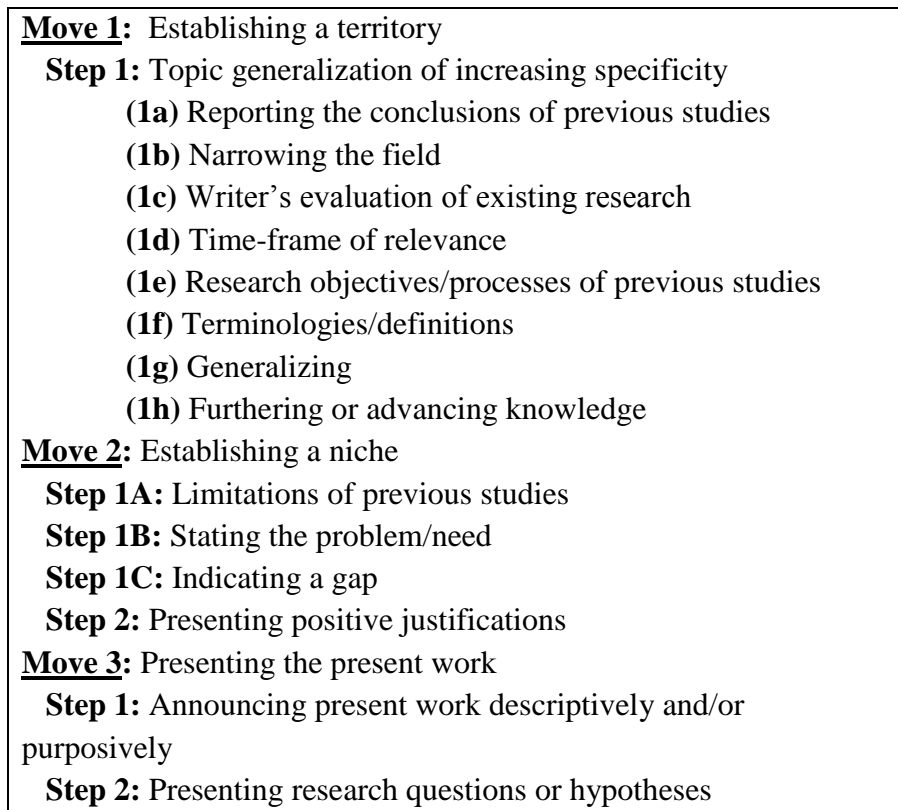 Move 1: Establishing a territory
Step 1: Topic generalization of increasing specificity
(1a) Reporting the conclusions of previous studies
(1b) Narrowing the field
(1c) Writer’s evaluation of existing research
(1d) Time-frame of relevance
(1e) Research objectives/processes of previous studies
(1f) Terminologies/definitions
(1g) Generalizing
(1h) Furthering or advancing knowledge
Move 2: Establishing a niche
Step 1A: Limitations of previous studies
Step 1B: Stating the problem/need
Step 1C: Indicating a gap
Step 2: Presenting positive justifications
Move 3: Presenting the present work
Step 1: Announcing present work descriptively and/or
purposively
Step 2: Presenting research questions or hypotheses